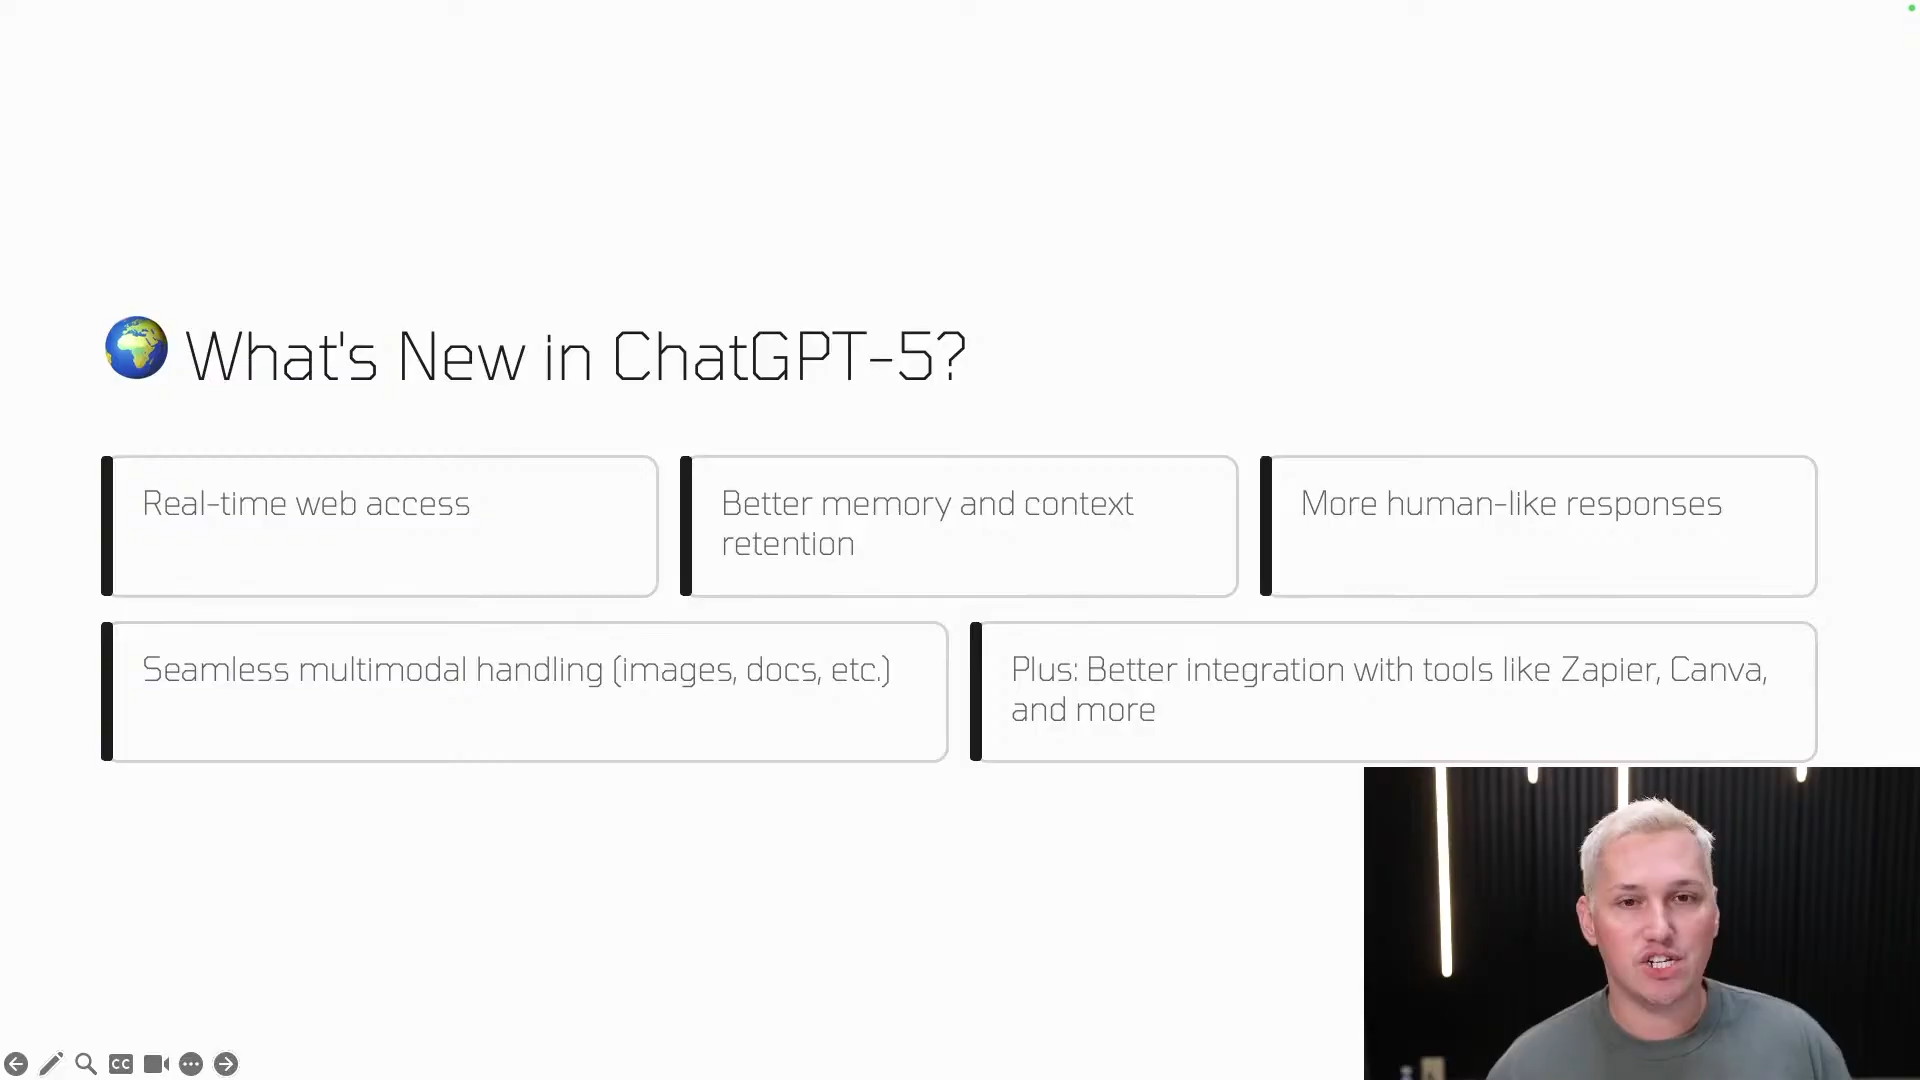 What's New in ChatGPT-5?
Real-time web access
Better memory and context
retention
More human-like responses
Seamless multimodal handling (images, docs, etc.)
Plus: Better integration with tools like Zapier, Canva,
and more
CC